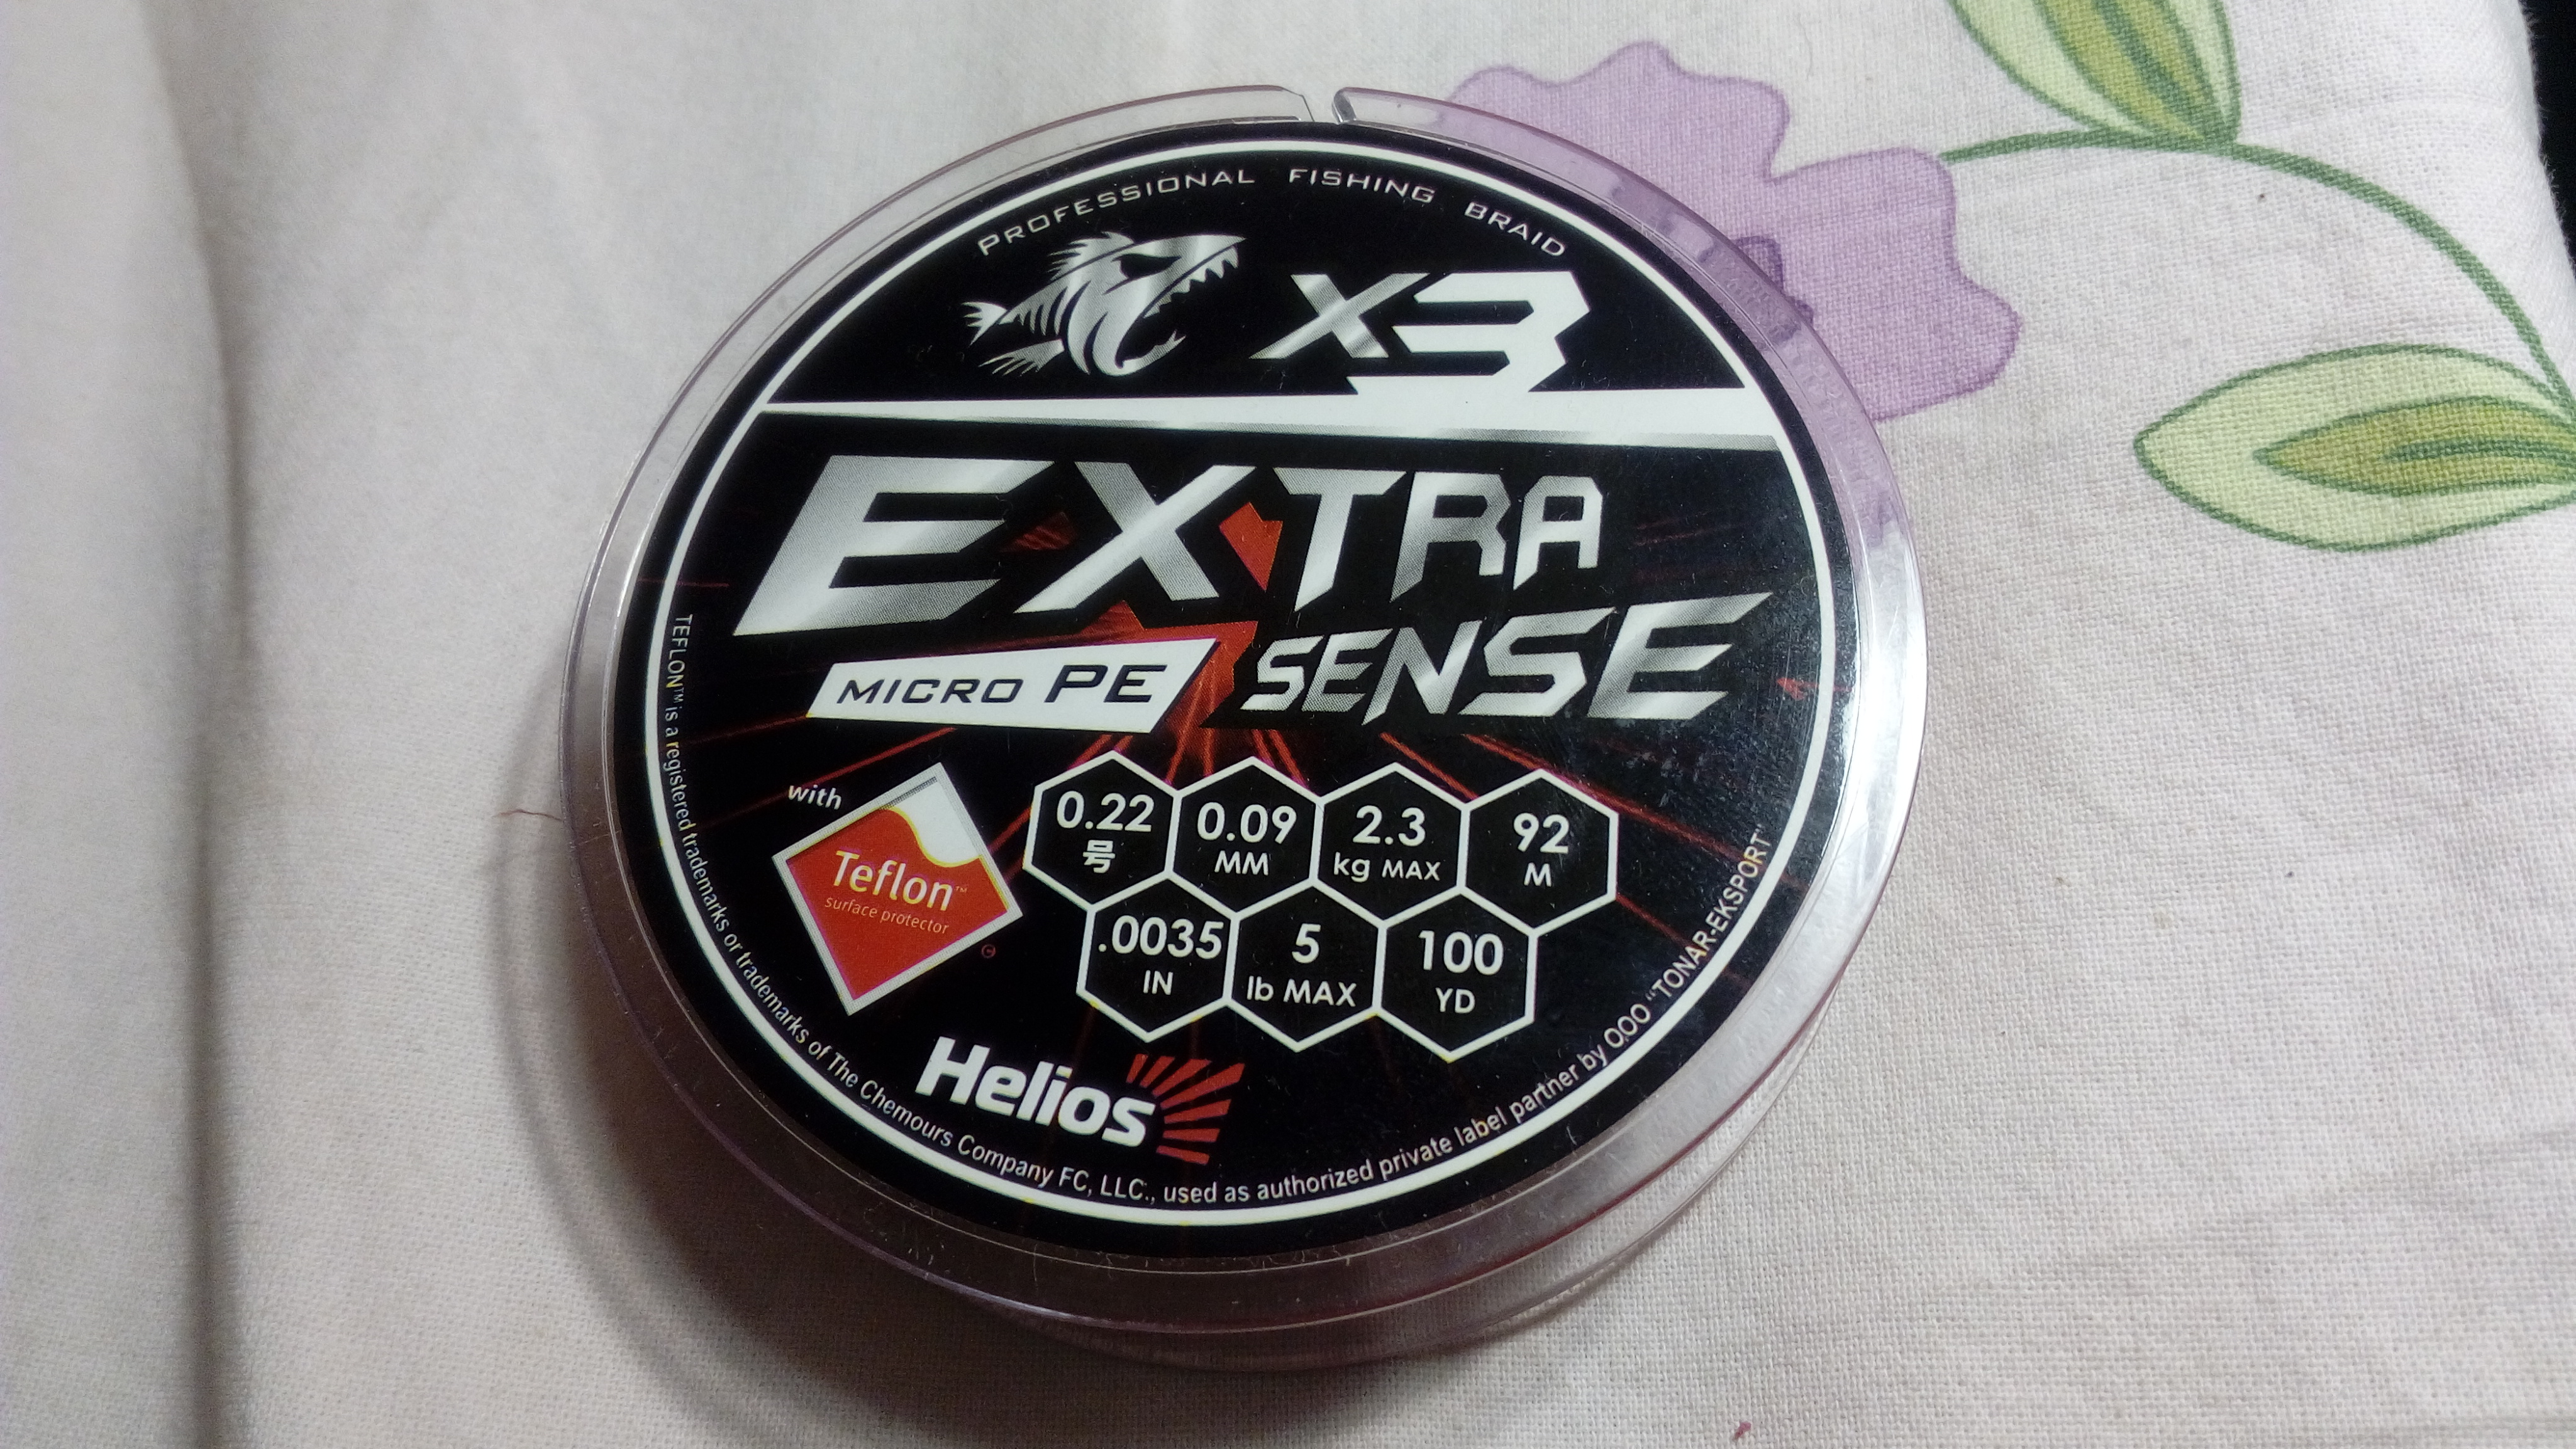 PROFESSIONAL FISHING BRAID
X3
EXTRA
SENSE
MICRO PE
with
Teflon™
surface protector
0.22
号
0.09
MM
2.3
kg MAX
92
M
.0035
IN
5
lb MAX
100
YD
Helios
TEFLON™ is a registered trademarks or trademarks of The Chemours Company FC, LLC., used as authorized private label partner by OOO "TONAR-EKSPORT"